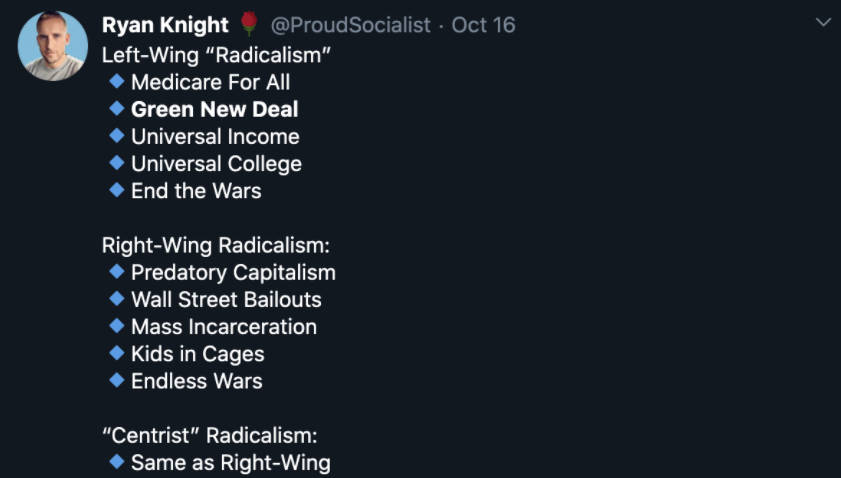 Ryan Knight 🌹 @ProudSocialist · Oct 16
Left-Wing “Radicalism”
🔹Medicare For All
🔹Green New Deal
🔹Universal Income
🔹Universal College
🔹End the Wars
Right-Wing Radicalism:
🔹Predatory Capitalism
🔹Wall Street Bailouts
🔹Mass Incarceration
🔹Kids in Cages
🔹Endless Wars
“Centrist” Radicalism:
🔹Same as Right-Wing